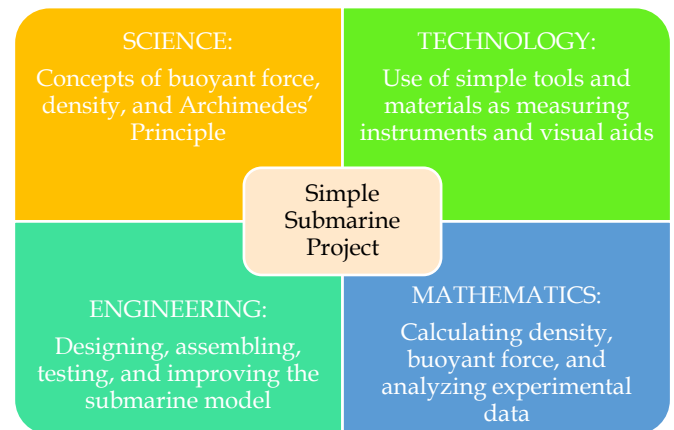 SCIENCE:
Concepts of buoyant force,
density, and Archimedes’
Principle
TECHNOLOGY:
Use of simple tools and
materials as measuring
instruments and visual aids
Simple
Submarine
Project
ENGINEERING:
Designing, assembling,
testing, and improving the
submarine model
MATHEMATICS:
Calculating density,
buoyant force, and
analyzing experimental
data